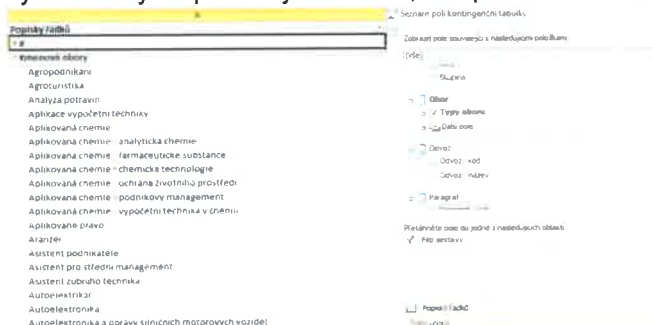 A
Popisky řádků
Agropodnikání
Agroturistika
Analýza potravin
Aplikace výpočetní techniky
Aplikovaná chemie
Aplikovaná chemie - analytická chemie
Aplikovaná chemie - farmaceutické substance
Aplikovaná chemie - chemická technologie
Aplikovaná chemie - ochrana životního prostředí
Aplikovaná chemie - podnikový management
Aplikovaná chemie - výpočetní technika v chemii
Aplikované právo
Aranžér
Asistent podnikatele
Asistent pro střední management
Asistent zubního technika
Autoelektrikář
Autoelektronika
Autoelektronika a opravy silničních motorových vozidel
Seznam polí kontingenční tabulky
Zobrazit pole související s následujícími položkami:
(Vše)
Skupina
Obor
Typy oborů
Další pole
Odvoz
Odvoz - kód
Odvoz - název
Paragraf
Přetáhněte pole do jedné z následujících oblastí
Filtr sestavy
Popisky řádků